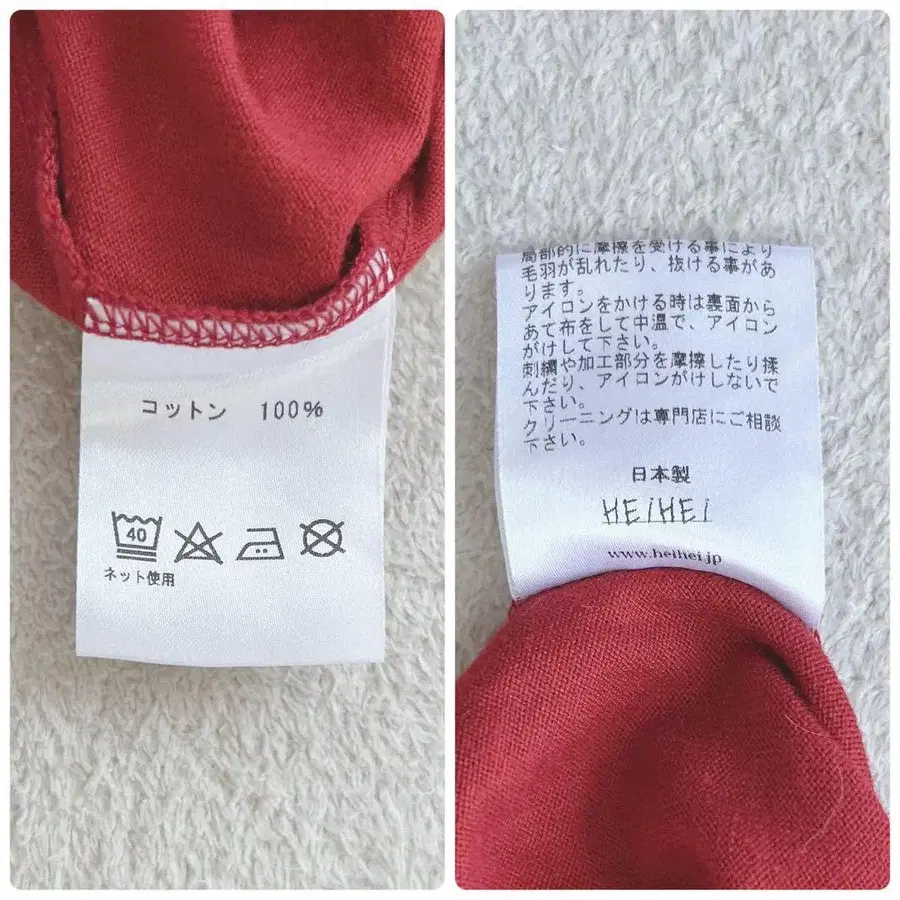 コットン 100%
40
ネット使用
局部的に摩擦を受ける事により
毛羽が乱れたり、抜ける事があ
ります。
アイロンをかける時は裏面から
あて布をして中温で、アイロン
がけして下さい。
刺繍や加工部分を摩擦したり揉
んだり、アイロンがけしないで
下さい。
クリーニングは専門店にご相談
下さい。
日本製
HEIHEI
www.heihei.jp